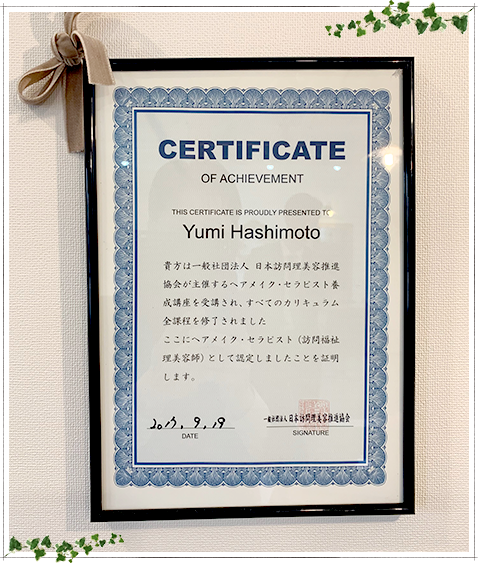 CERTIFICATE
OF ACHIEVEMENT
THIS CERTIFICATE IS PROUDLY PRESENTED TO
Yumi Hashimoto
貴方は一般社団法人 日本訪問理美容推進
協会が主催するヘアメイク・セラピスト養
成講座を受講され、すべてのカリキュラム
全課程を修了されました
ここにヘアメイク・セラピスト（訪問福祉
理美容師）として認定しましたことを証明
します。
2017. 9. 19
一般社団法人 日本訪問理美容推進協会
DATE
SIGNATURE